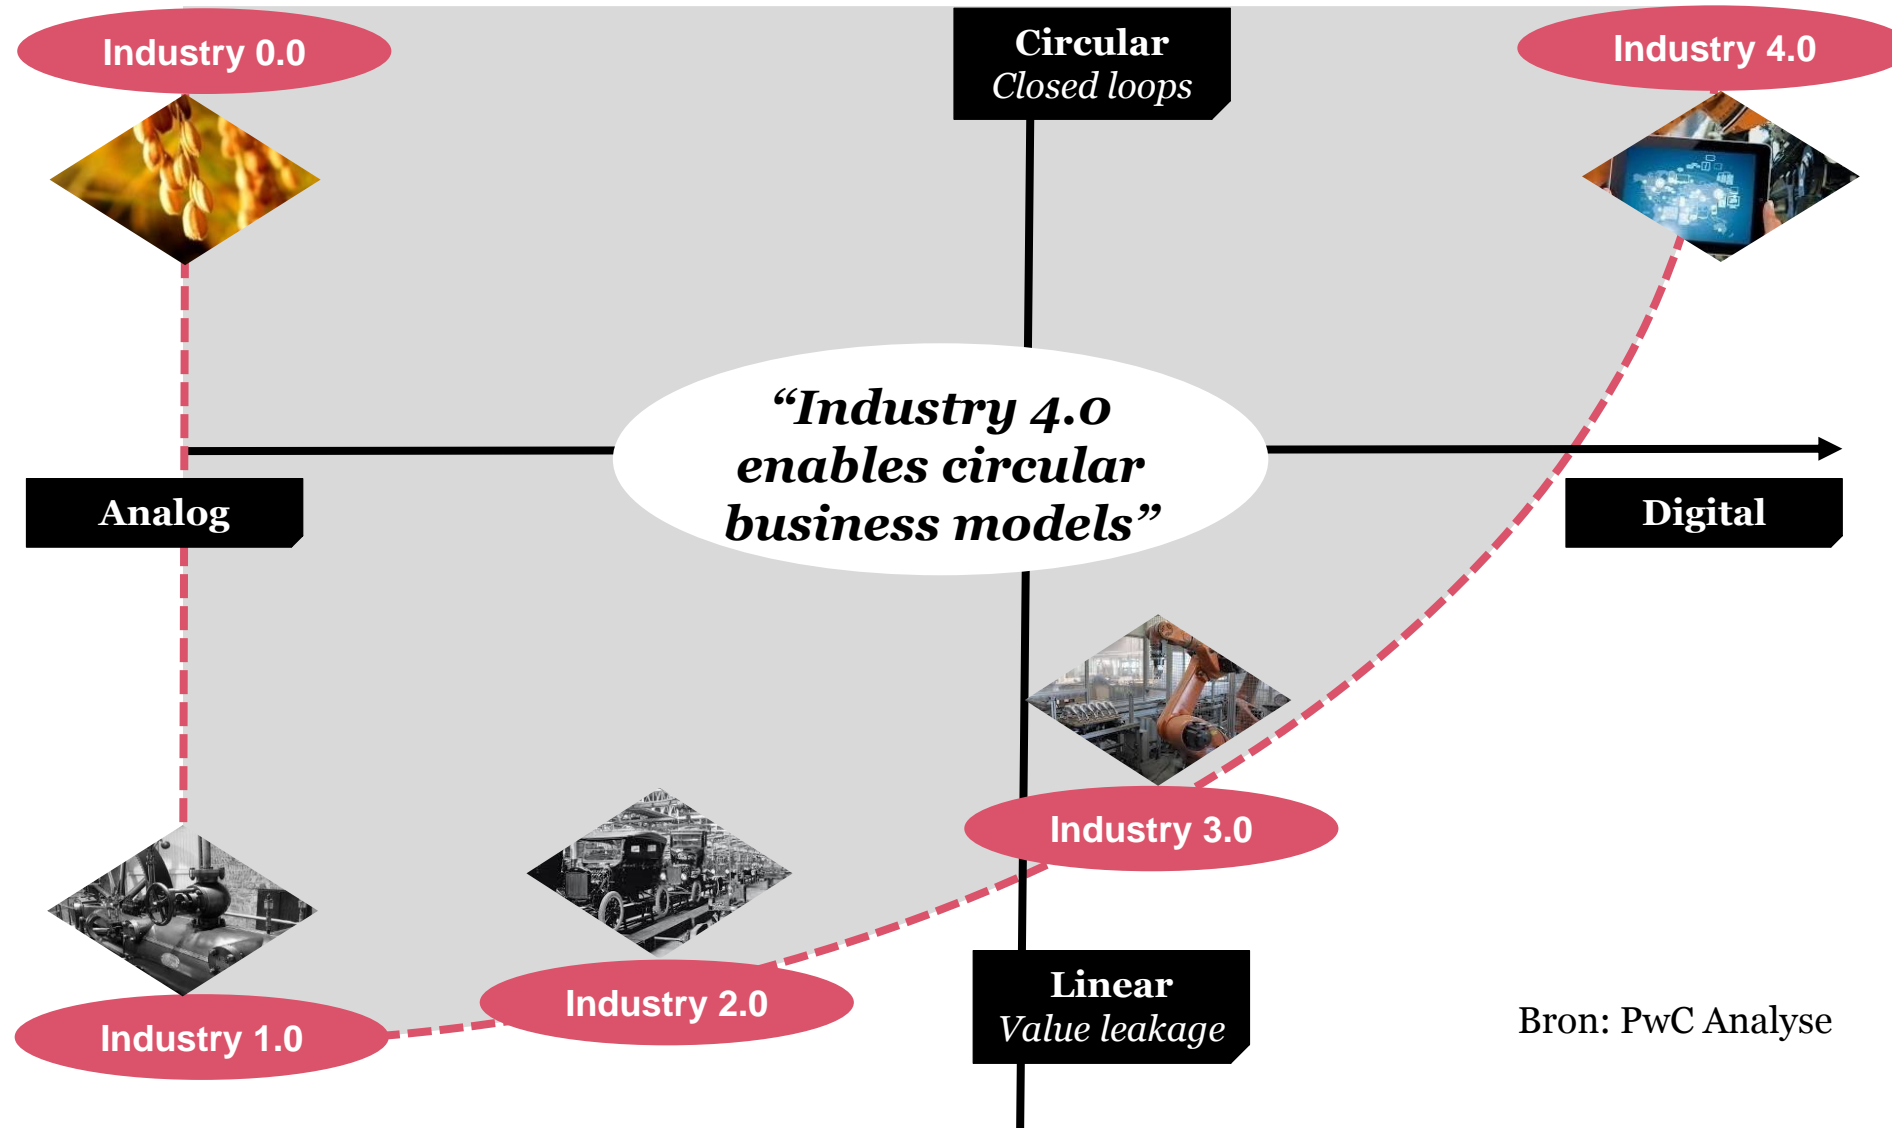 Industry 0.0
Circular
Closed loops
Industry 4.0
“Industry 4.0
enables circular
business models”
Analog
Digital
Industry 3.0
Industry 2.0
Industry 1.0
Linear
Value leakage
Bron: PwC Analyse